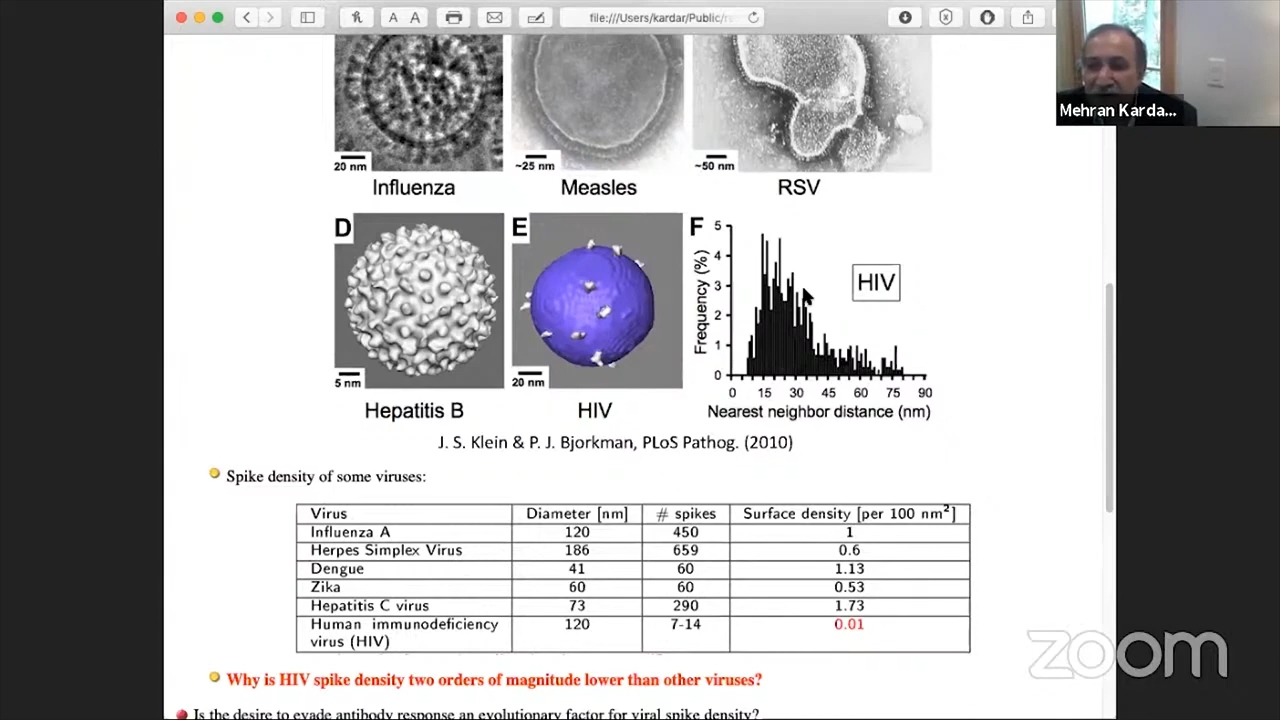 file:///Users/kardar/Public/r
A A
Mehran Karda...
20 nm
~25 nm
~50 nm
Influenza
Measles
RSV
D
E
F
5
4
3
2
1
0
Frequency (%)
HIV
5 nm
20 nm
0 15 30 45 60 75 90
Hepatitis B
HIV
Nearest neighbor distance (nm)
J. S. Klein & P. J. Bjorkman, PLoS Pathog. (2010)
Spike density of some viruses:
Virus Diameter [nm] # spikes Surface density [per 100 nm²]
Influenza A 120 450 1
Herpes Simplex Virus 186 659 0.6
Dengue 41 60 1.13
Zika 60 60 0.53
Hepatitis C virus 73 290 1.73
Human immunodeficiency 120 7-14 0.01
virus (HIV)
zoom
Why is HIV spike density two orders of magnitude lower than other viruses?
Is the desire to evade antibody response an evolutionary factor for viral spike density?